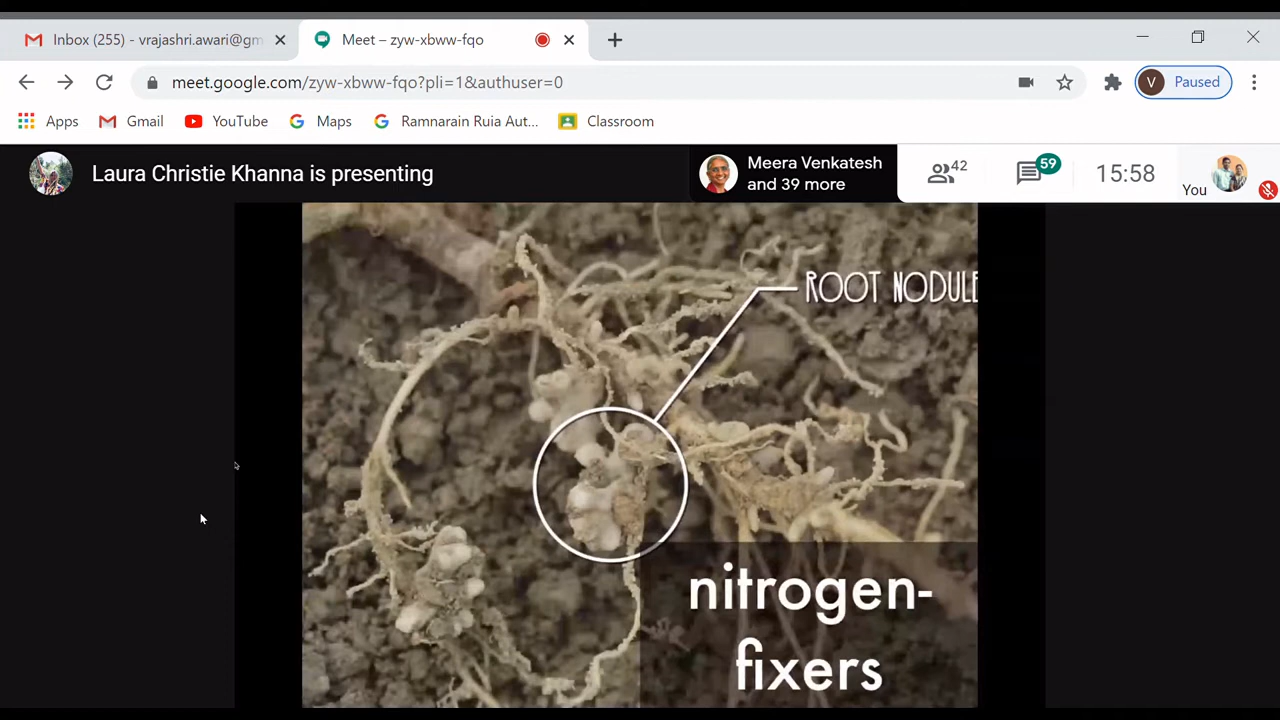 Inbox (255) - vrajashri.awari@gm
Meet – zyw-xbww-fqo
meet.google.com/zyw-xbww-fqo?pli=1&authuser=0
V
Paused
Apps
Gmail
YouTube
Maps
Ramnarain Ruia Aut...
Classroom
Laura Christie Khanna is presenting
Meera Venkatesh
and 39 more
42
59
15:58
You
ROOT NODULE
nitrogen-
fixers